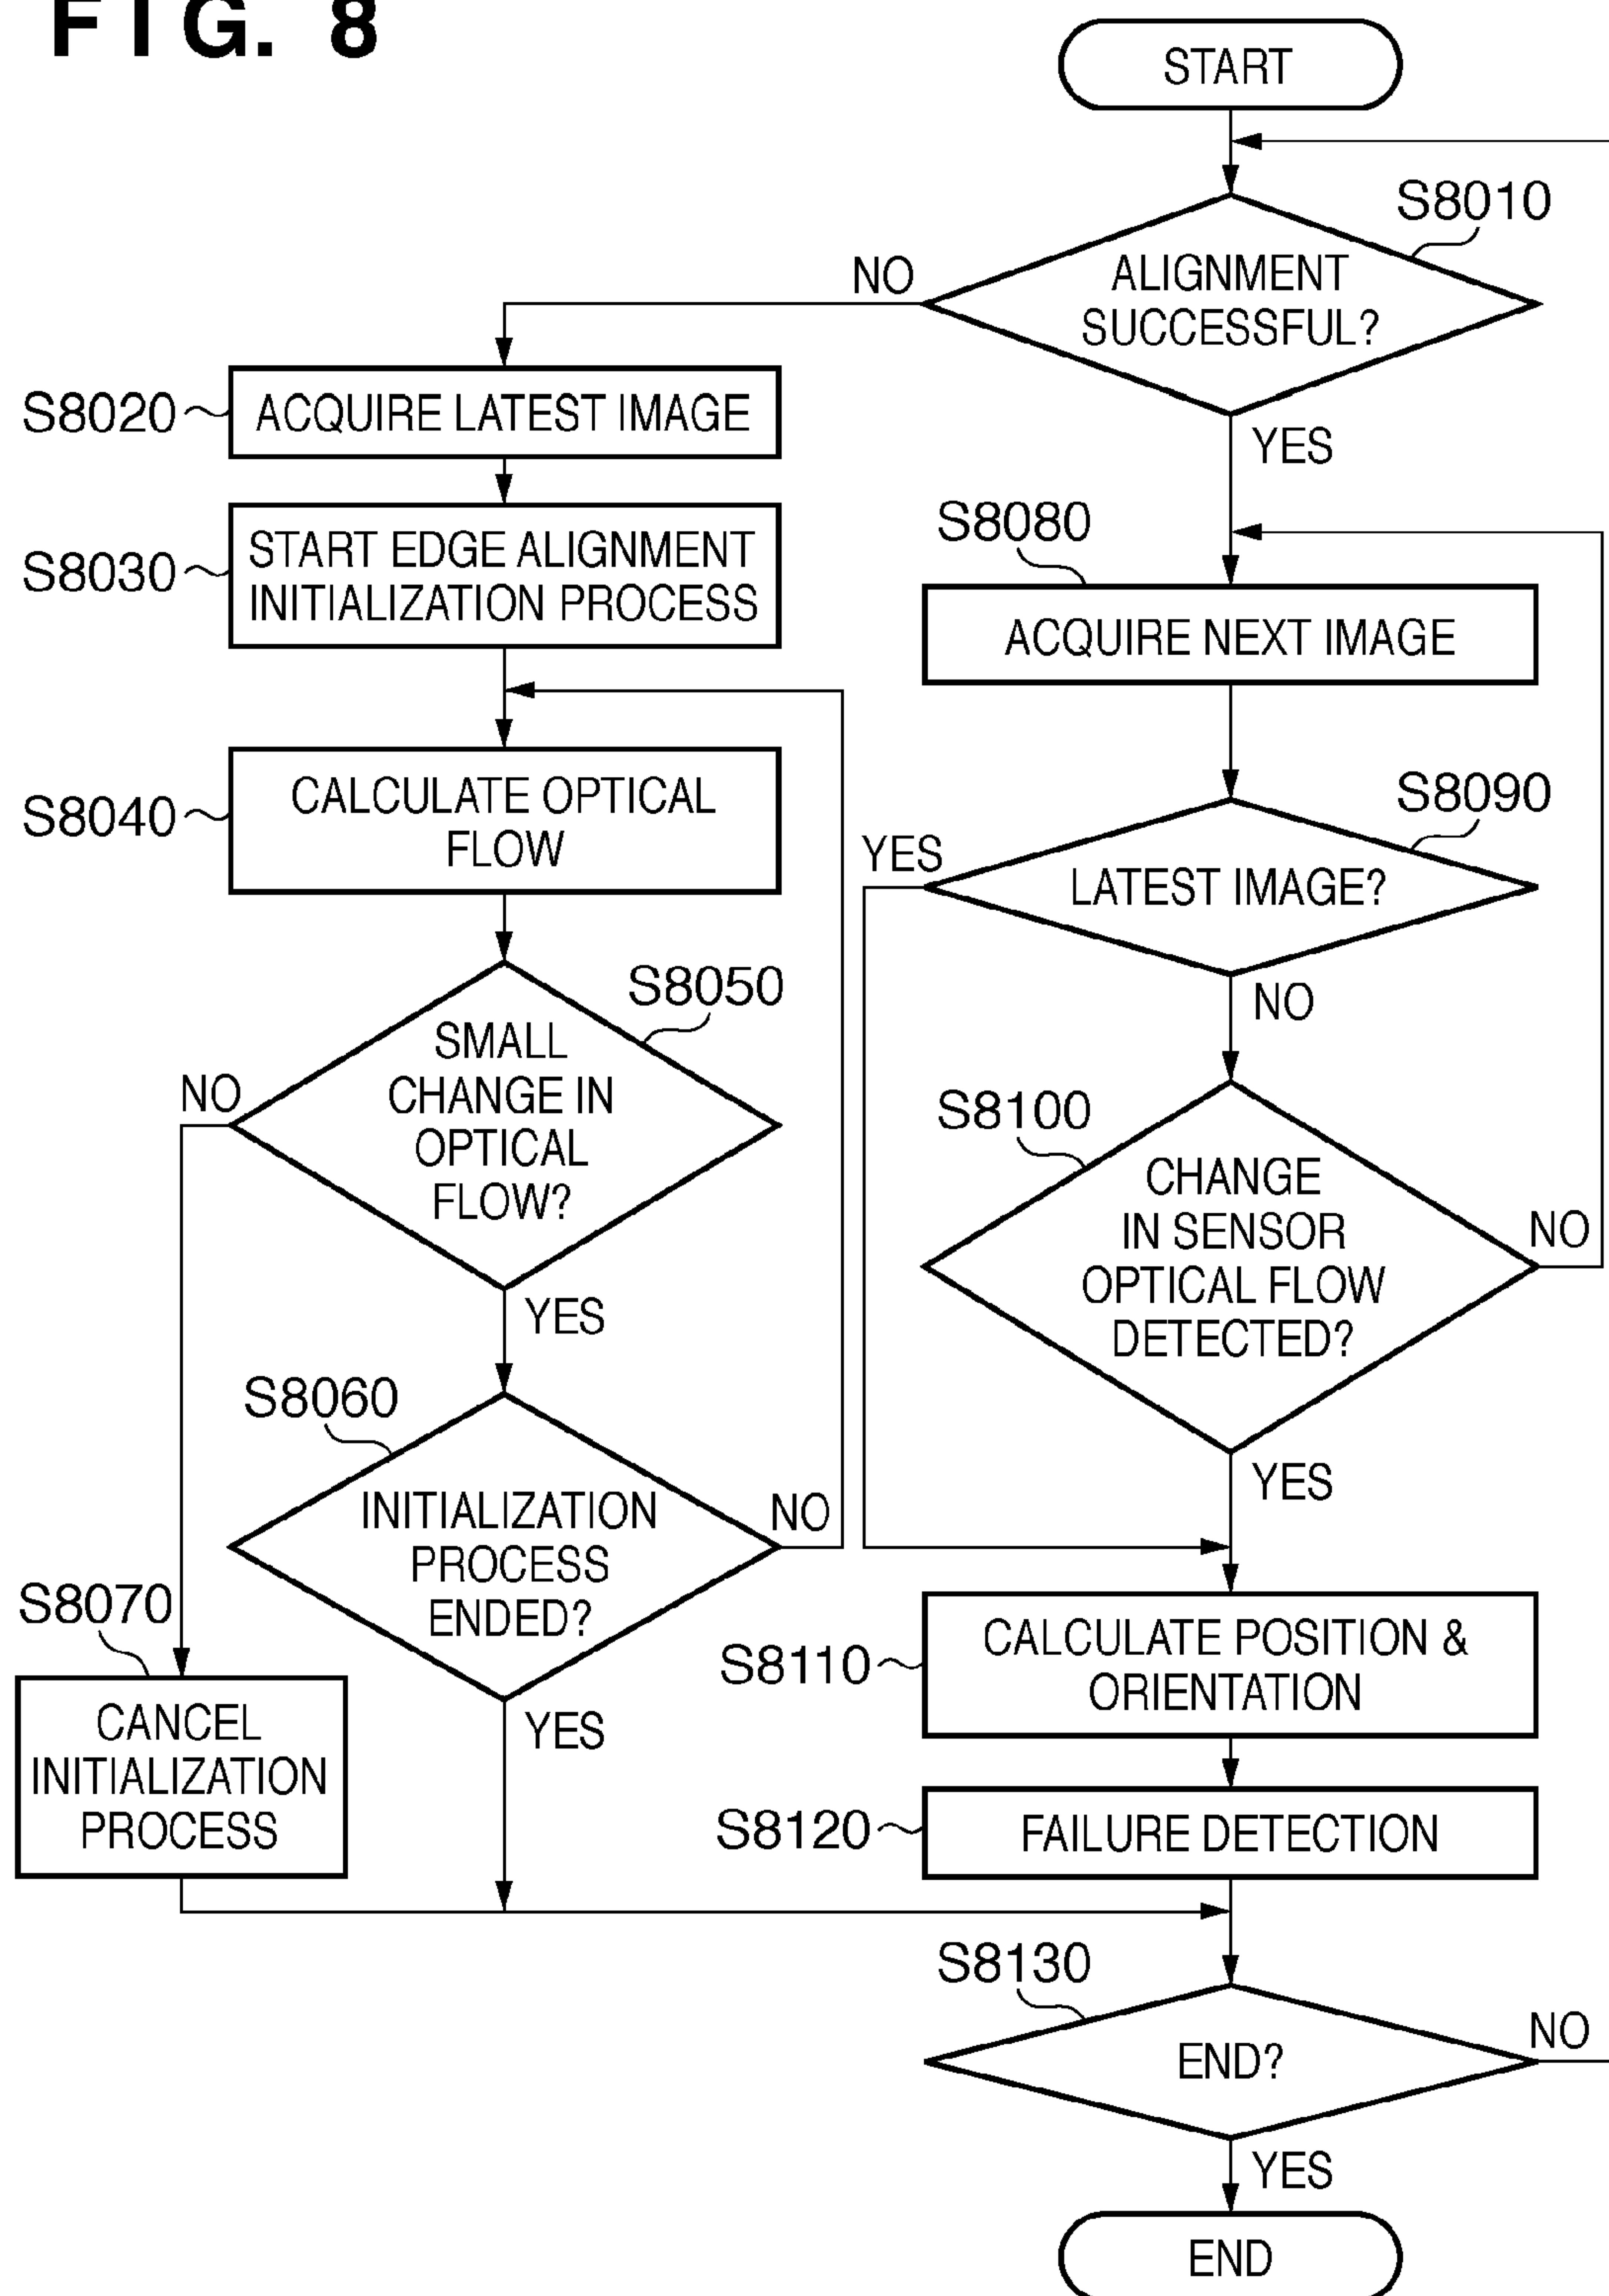 FIG. 8
START
S8010
ALIGNMENT
SUCCESSFUL?
NO
YES
S8020
ACQUIRE LATEST IMAGE
S8030
START EDGE ALIGNMENT
INITIALIZATION PROCESS
S8040
CALCULATE OPTICAL
FLOW
S8050
SMALL
CHANGE IN
OPTICAL
FLOW?
NO
YES
S8060
INITIALIZATION
PROCESS
ENDED?
NO
YES
S8070
CANCEL
INITIALIZATION
PROCESS
S8080
ACQUIRE NEXT IMAGE
S8090
LATEST IMAGE?
YES
NO
S8100
CHANGE
IN SENSOR
OPTICAL FLOW
DETECTED?
NO
YES
S8110
CALCULATE POSITION &
ORIENTATION
S8120
FAILURE DETECTION
S8130
END?
NO
YES
END